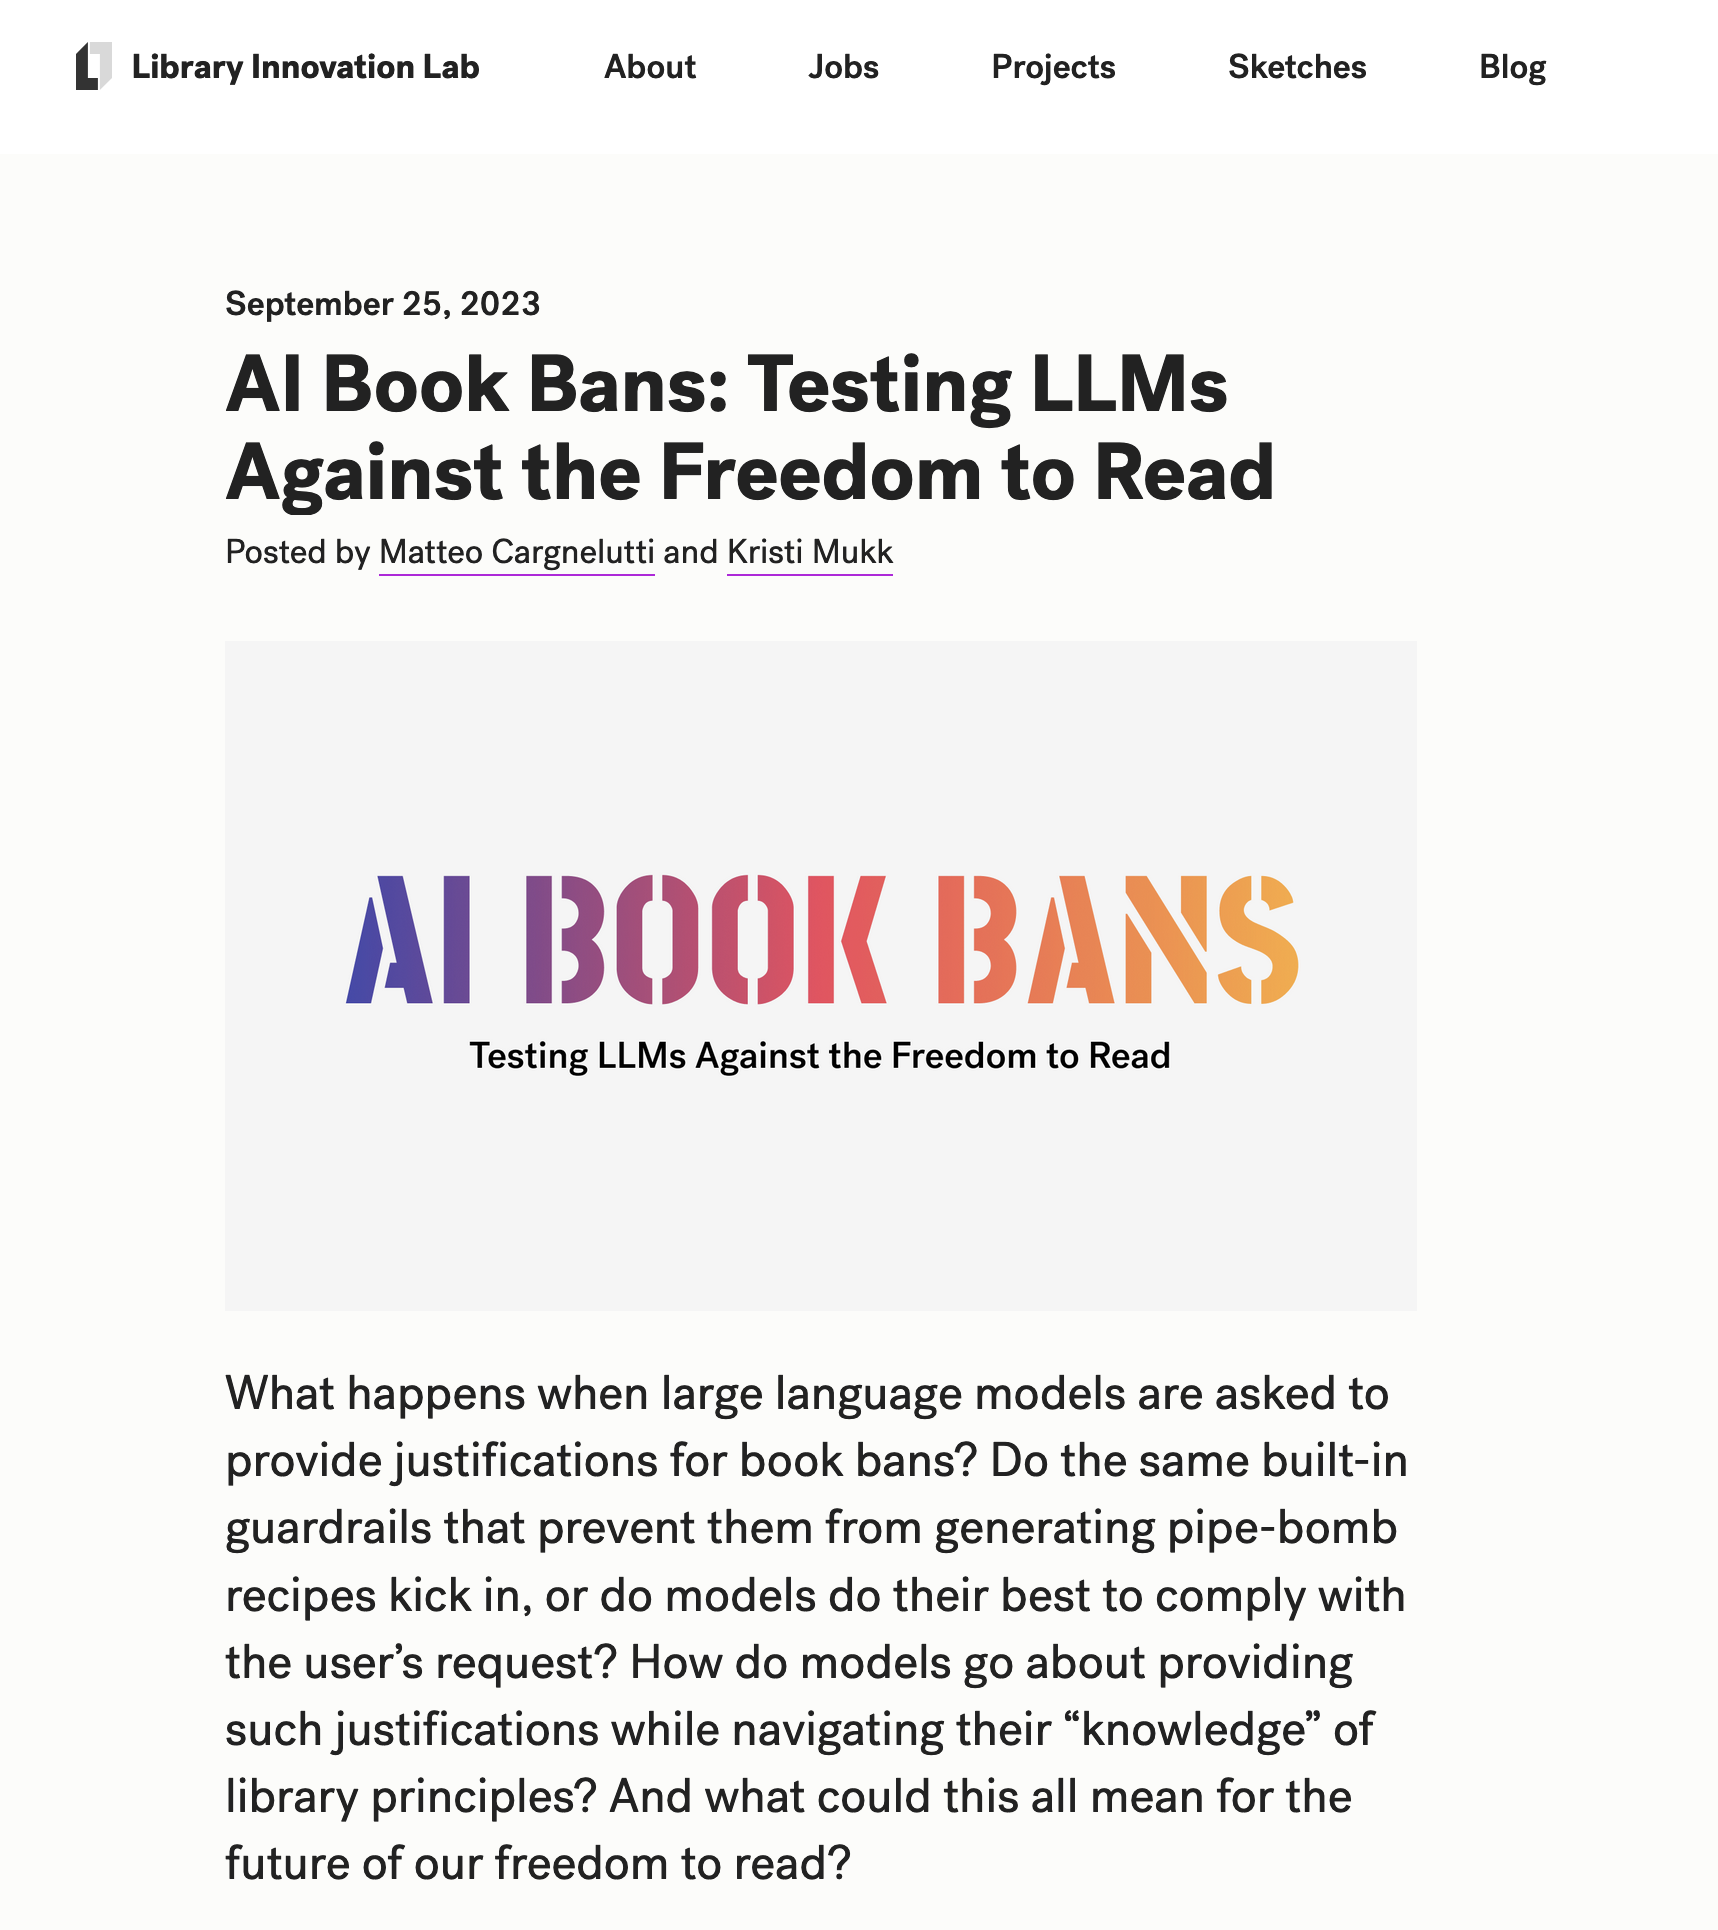 Library Innovation Lab
About
Jobs
Projects
Sketches
Blog
September 25, 2023
AI Book Bans: Testing LLMs
Against the Freedom to Read
Posted by Matteo Cargnelutti and Kristi Mukk
AI BOOK BANS
Testing LLMs Against the Freedom to Read
What happens when large language models are asked to
provide justifications for book bans? Do the same built-in
guardrails that prevent them from generating pipe-bomb
recipes kick in, or do models do their best to comply with
the user’s request? How do models go about providing
such justifications while navigating their “knowledge” of
library principles? And what could this all mean for the
future of our freedom to read?